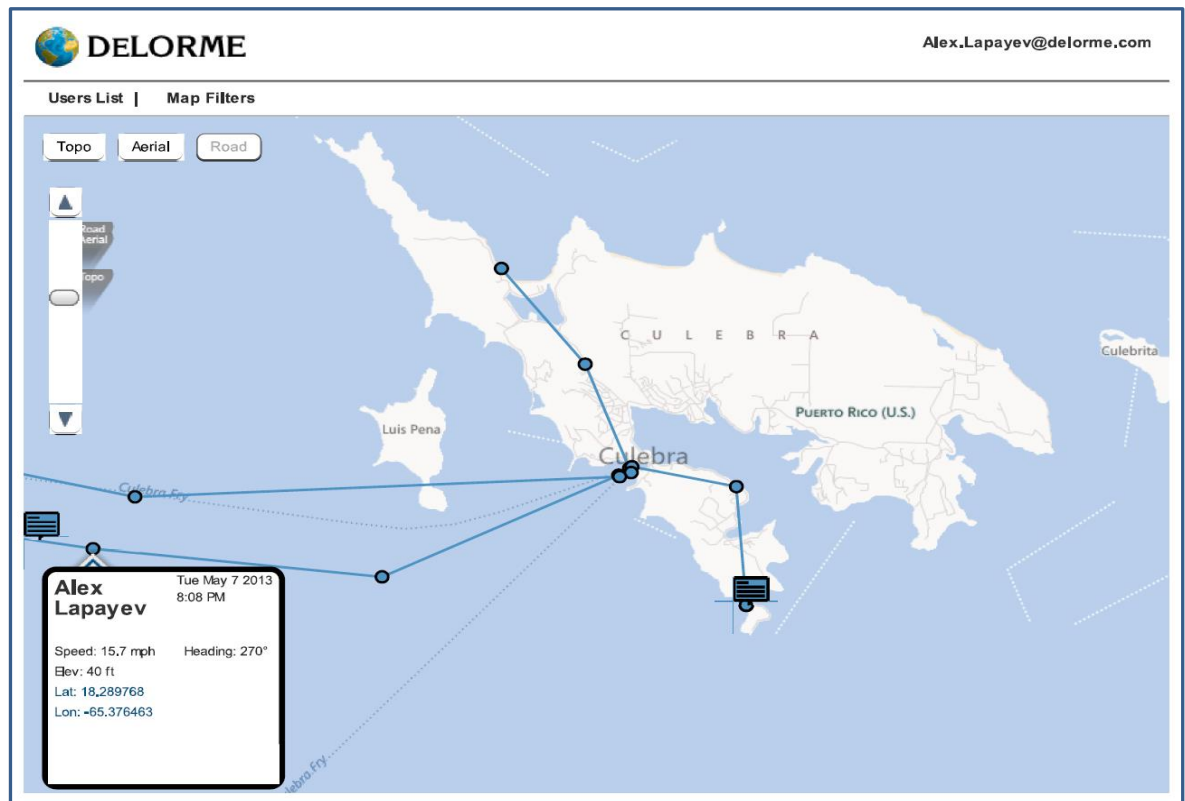 DELORME
Alex.Lapayev@delorme.com
Users List | Map Filters
Topo Aerial Road
Road
Aerial
Topo
C U L E B R A
Culebrita
PUERTO RICO (U.S.)
Luis Pena
Culebra
Culebra Fry
Alex
Lapayev
Tue May 7 2013
8:08 PM
Speed: 15.7 mph Heading: 270°
Elev: 40 ft
Lat: 18.289768
Lon: -65.376463
lebra Fry